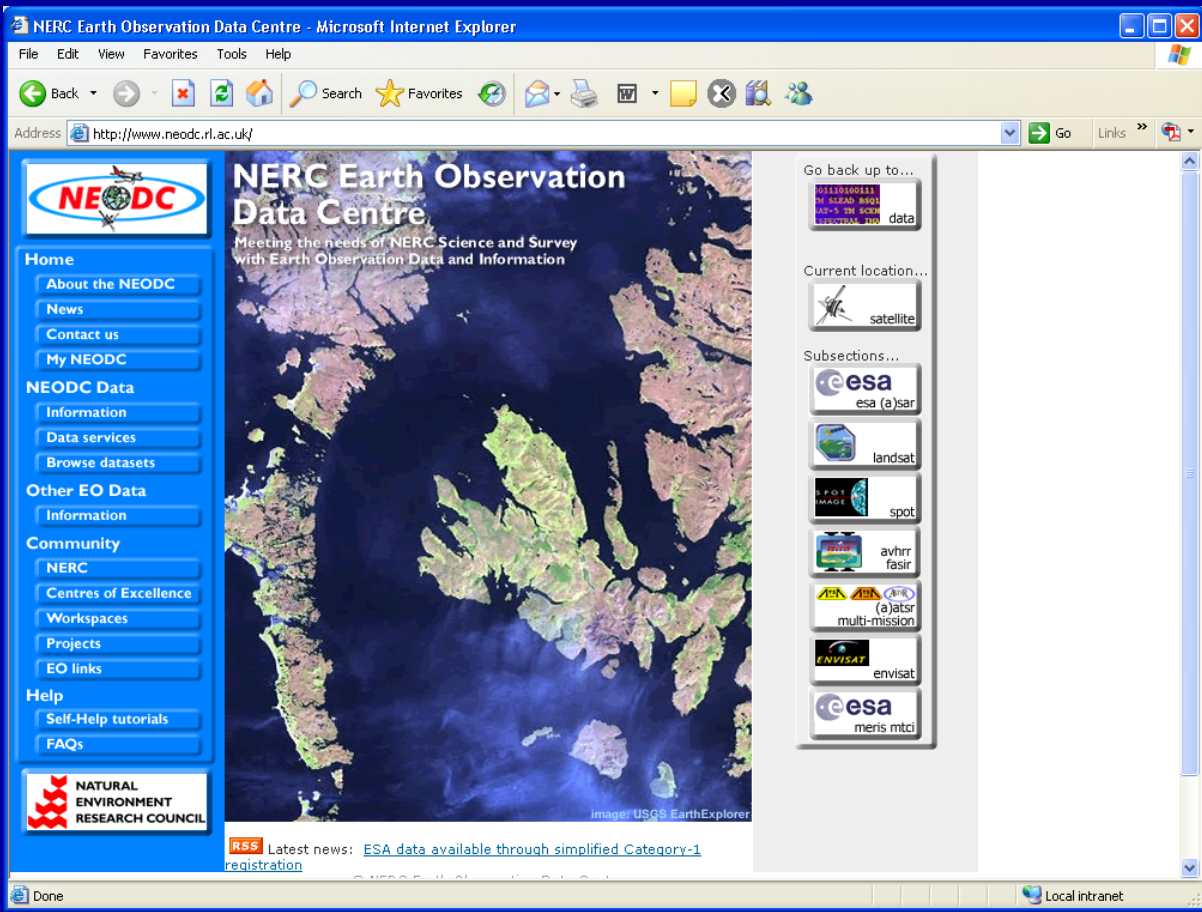 NERC Earth Observation Data Centre - Microsoft Internet Explorer
File Edit View Favorites Tools Help
Back Search Favorites
Address http://www.neodc.rl.ac.uk/ Go Links »
NEODC
Home
About the NEODC
News
Contact us
My NEODC
NEODC Data
Information
Data services
Browse datasets
Other EO Data
Information
Community
NERC
Centres of Excellence
Workspaces
Projects
EO links
Help
Self-Help tutorials
FAQs
NATURAL
ENVIRONMENT
RESEARCH COUNCIL
NERC Earth Observation
Data Centre
Meeting the needs of NERC Science and Survey
with Earth Observation Data and Information
image: USGS EarthExplorer
RSS Latest news: ESA data available through simplified Category-1
registration
Go back up to...
data
Current location...
satellite
Subsections...
esa
esa (a)sar
landsat
SPOT
IMAGE
spot
avhrr
fasir
(a)atsr
multi-mission
ENVISAT
envisat
esa
meris mtci
Done Local intranet